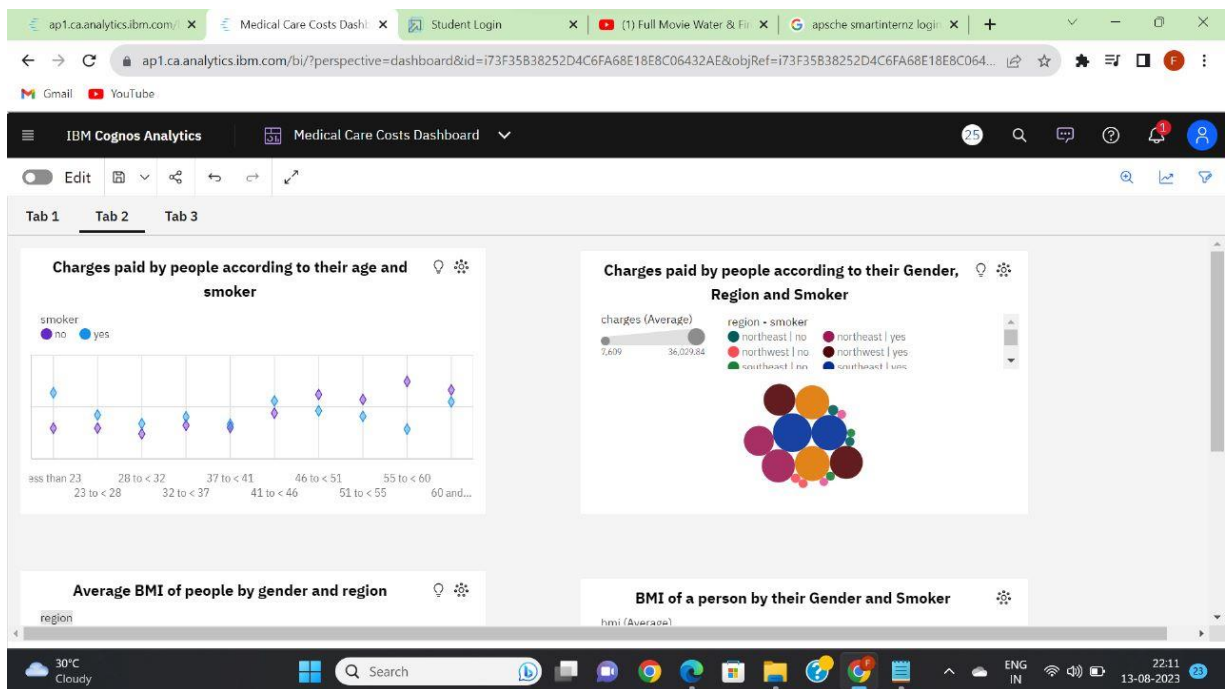 ap1.ca.analytics.ibm.com/
Medical Care Costs Dashb
Student Login
(1) Full Movie Water & Fir
apsche smartinternz login
ap1.ca.analytics.ibm.com/bi/?perspective=dashboard&id=i73F35B38252D4C6FA68E18E8C06432AE&objRef=i73F35B38252D4C6FA68E18E8C064...
F
Gmail
YouTube
IBM Cognos Analytics
Medical Care Costs Dashboard
25
1
Edit
Tab 1
Tab 2
Tab 3
Charges paid by people according to their age and
smoker
smoker
no
yes
ess than 23
28 to < 32
37 to < 41
46 to < 51
55 to < 60
23 to < 28
32 to < 37
41 to < 46
51 to < 55
60 and...
Charges paid by people according to their Gender,
Region and Smoker
charges (Average)
7,609
36,029.84
region - smoker
northeast | no
northeast | yes
northwest | no
northwest | yes
southeast | no
southeast | yes
Average BMI of people by gender and region
region
BMI of a person by their Gender and Smoker
bmi (Average)
30°C
Cloudy
Search
ENG
IN
22:11
13-08-2023
23